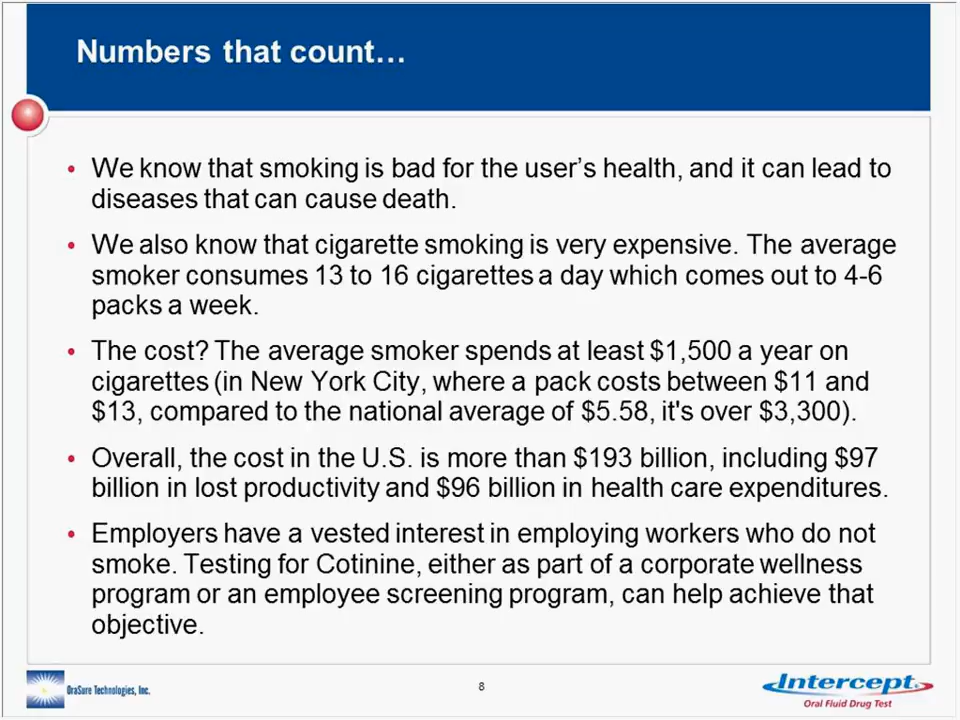 Numbers that count…
• We know that smoking is bad for the user’s health, and it can lead to
diseases that can cause death.
• We also know that cigarette smoking is very expensive. The average
smoker consumes 13 to 16 cigarettes a day which comes out to 4-6
packs a week.
• The cost? The average smoker spends at least $1,500 a year on
cigarettes (in New York City, where a pack costs between $11 and
$13, compared to the national average of $5.58, it's over $3,300).
• Overall, the cost in the U.S. is more than $193 billion, including $97
billion in lost productivity and $96 billion in health care expenditures.
• Employers have a vested interest in employing workers who do not
smoke. Testing for Cotinine, either as part of a corporate wellness
program or an employee screening program, can help achieve that
objective.
OraSure Technologies, Inc.
8
Intercept
Oral Fluid Drug Test